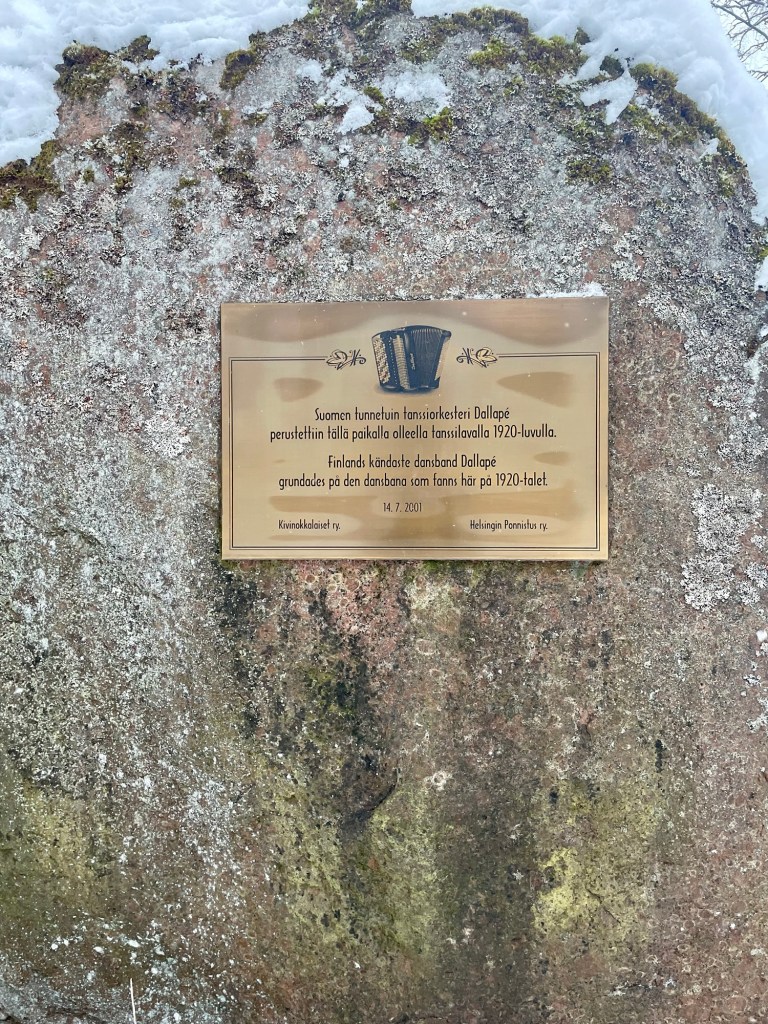 Suomen tunnetuin tanssiorkesteri Dallapé
perustettiin tällä paikalla olleella tanssilavalla 1920-luvulla.
Finlands kändaste dansband Dallapé
grundades på den dansbana som fanns här på 1920-talet.
14. 7. 2001
Kivinokkalaiset ry. Helsingin Ponnistus ry.